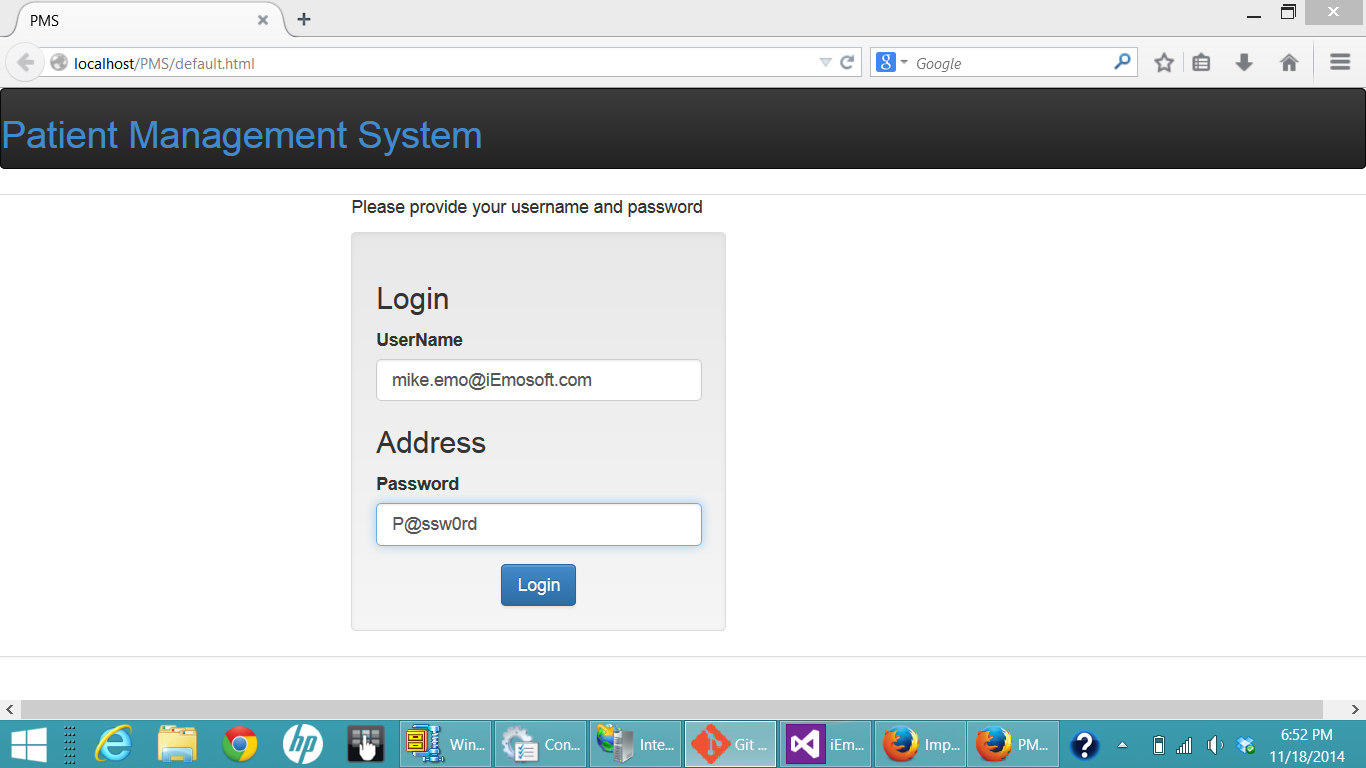 PMS
localhost/PMS/default.html
Google
Patient Management System
Please provide your username and password
Login
UserName
mike.emo@iEmosoft.com
Address
Password
P@ssw0rd
Login
Win... Con... Inte... Git ... iEm... Imp... PM... 6:52 PM
11/18/2014